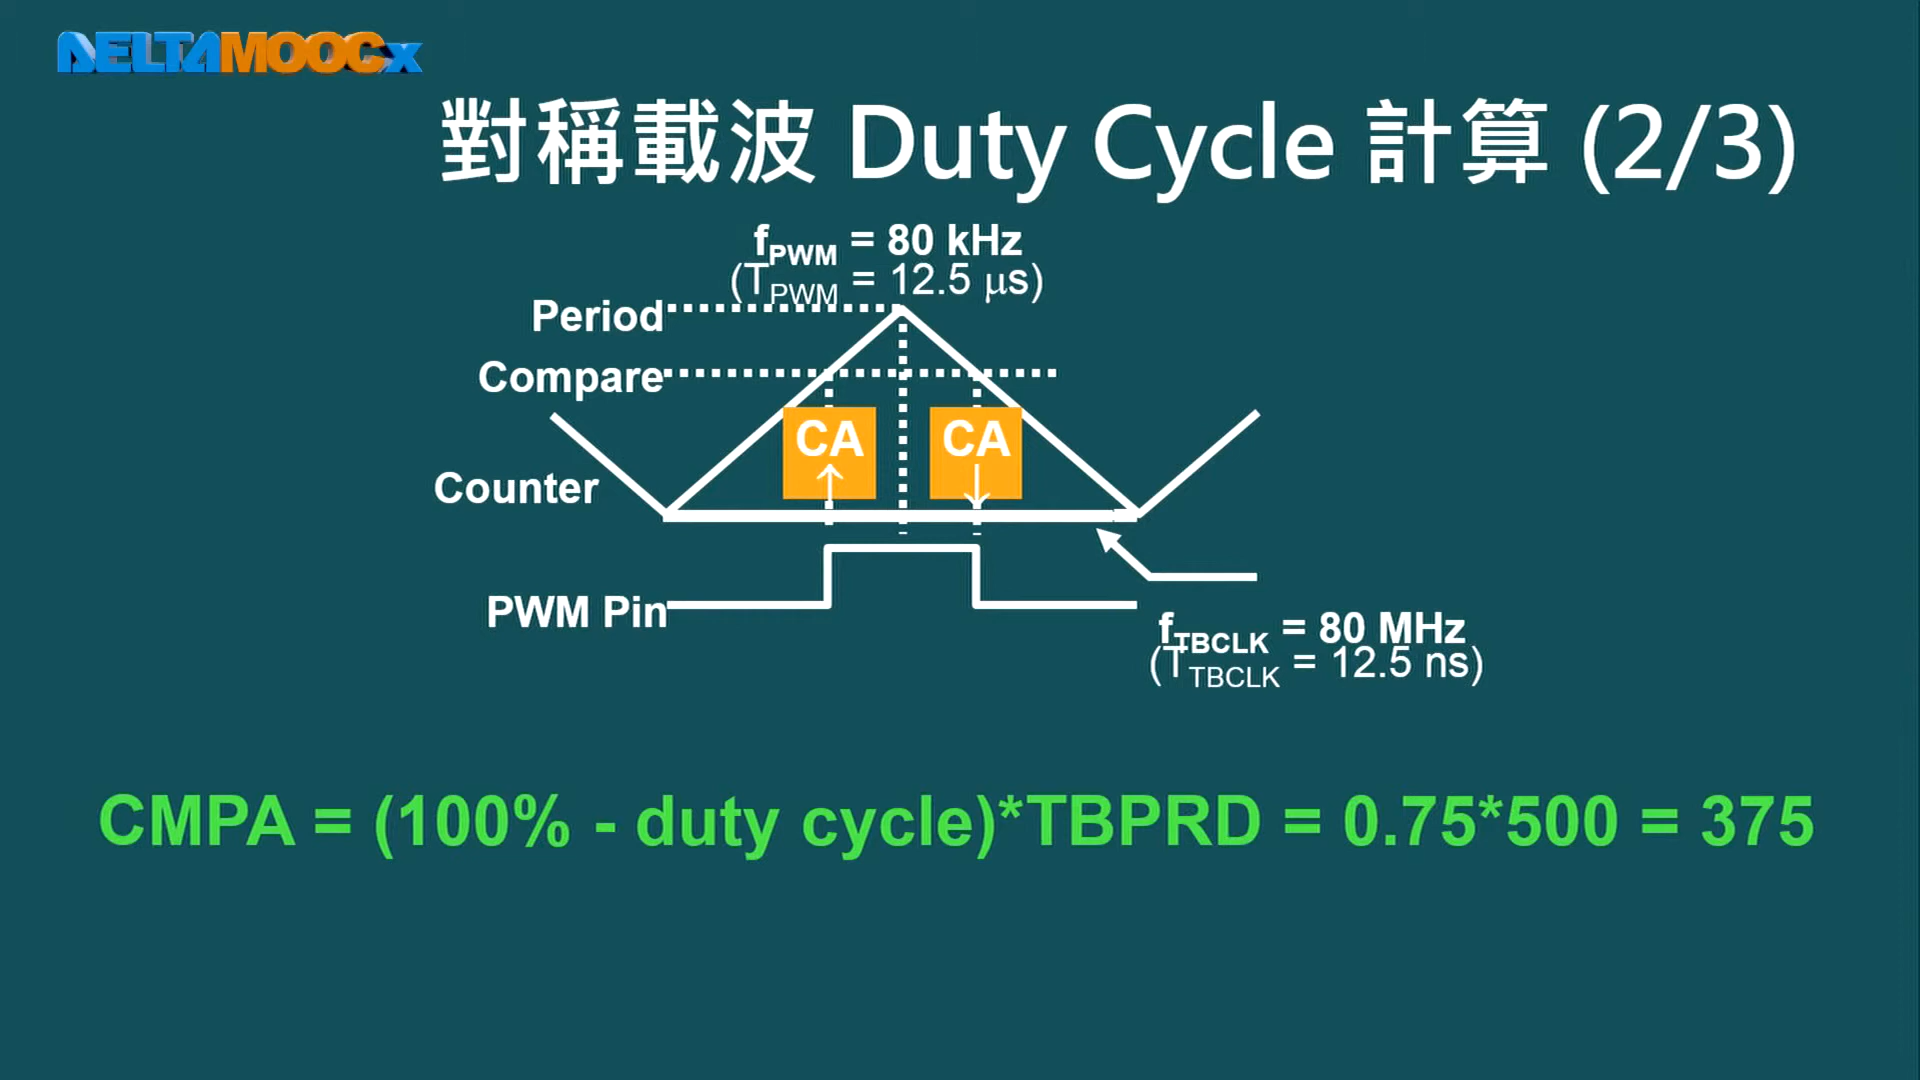 DELTAMOOCx
對稱載波 Duty Cycle 計算 (2/3)
fPWM = 80 kHz
(TPWM = 12.5 μs)
Period
Compare
CA
CA
Counter
PWM Pin
fTBCLK = 80 MHz
(TTBCLK = 12.5 ns)
CMPA = (100% - duty cycle)*TBPRD = 0.75*500 = 375